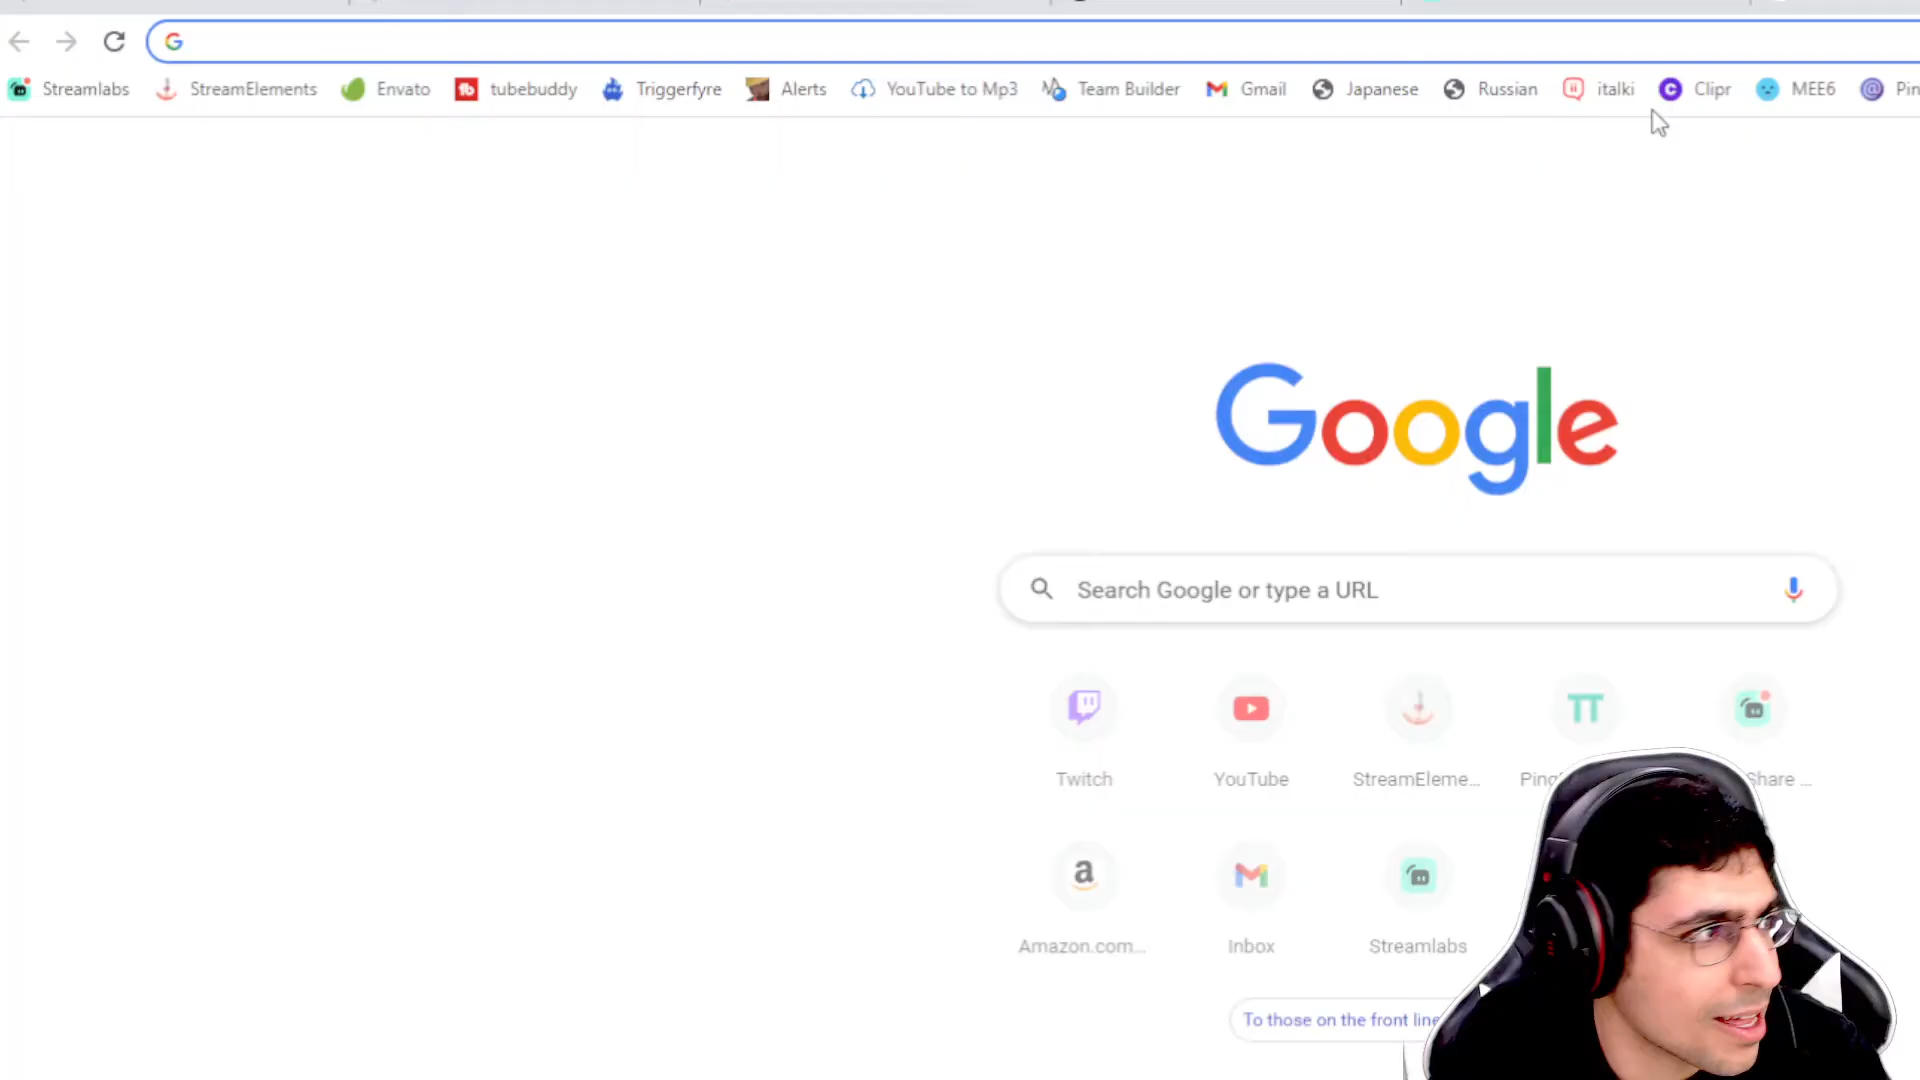 Streamlabs StreamElements Envato tubebuddy Triggerfyre Alerts YouTube to Mp3 Team Builder Gmail Japanese Russian italki Clipr MEE6
Google
Search Google or type a URL
Twitch YouTube StreamEleme... Share ...
Amazon.com... Inbox Streamlabs
To those on the front line